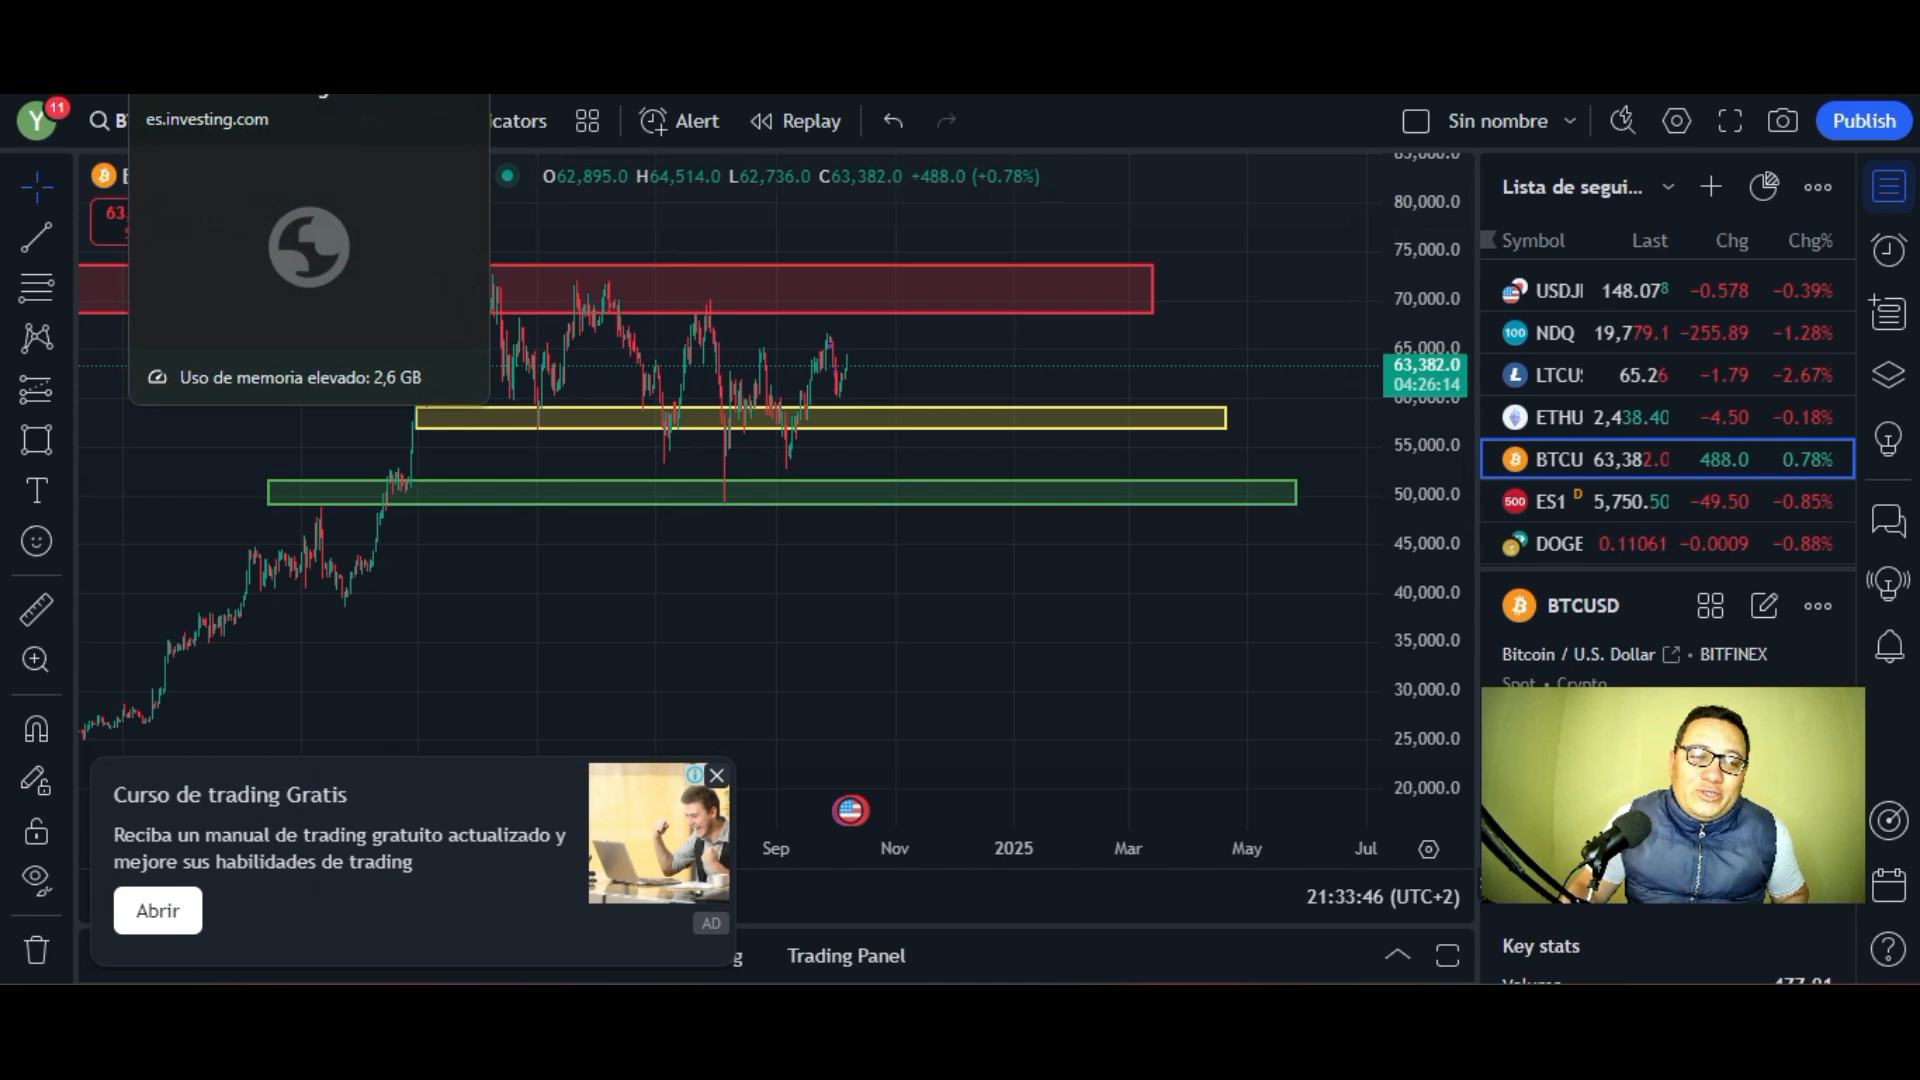 Y
11
B
es.investing.com
icators
Alert
Replay
Sin nombre
Publish
O62,895.0 H64,514.0 L62,736.0 C63,382.0 +488.0 (+0.78%)
63.
Uso de memoria elevado: 2,6 GB
85,000.0
80,000.0
75,000.0
70,000.0
65,000.0
63,382.0
04:26:14
60,000.0
55,000.0
50,000.0
45,000.0
40,000.0
35,000.0
30,000.0
25,000.0
20,000.0
Sep
Nov
2025
Mar
May
Jul
21:33:46 (UTC+2)
Curso de trading Gratis
Reciba un manual de trading gratuito actualizado y
mejore sus habilidades de trading
Abrir
AD
g
Trading Panel
Lista de segui...
Symbol Last Chg Chg%
USDJ 148.078 −0.578 −0.39%
100 NDQ 19,779.1 −255.89 −1.28%
LTCU 65.26 −1.79 −2.67%
ETHU 2,438.40 −4.50 −0.18%
BTCU 63,382.0 488.0 0.78%
500 ES1 D 5,750.50 −49.50 −0.85%
DOGE 0.11061 −0.0009 −0.88%
BTCUSD
Bitcoin / U.S. Dollar • BITFINEX
Spot • Crypto
Key stats
Volume 477.01